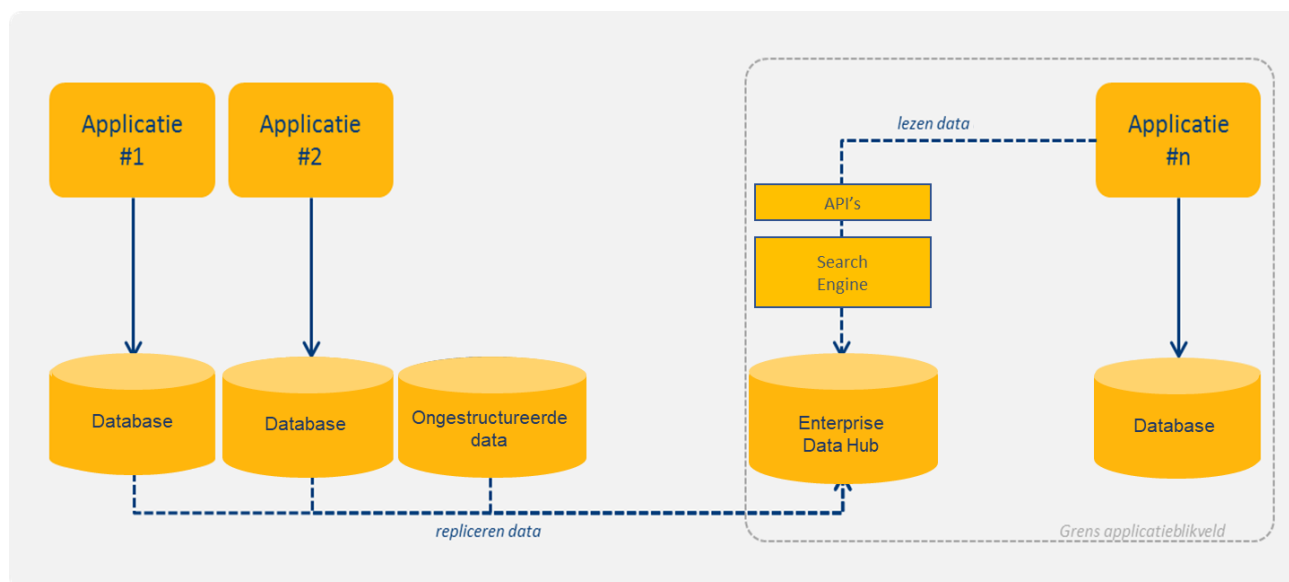 Applicatie
#1
Applicatie
#2
lezen data
Applicatie
#n
API's
Search
Engine
Database
Database
Ongestructureerde
data
Enterprise
Data Hub
Database
repliceren data
Grens applicatieblikveld